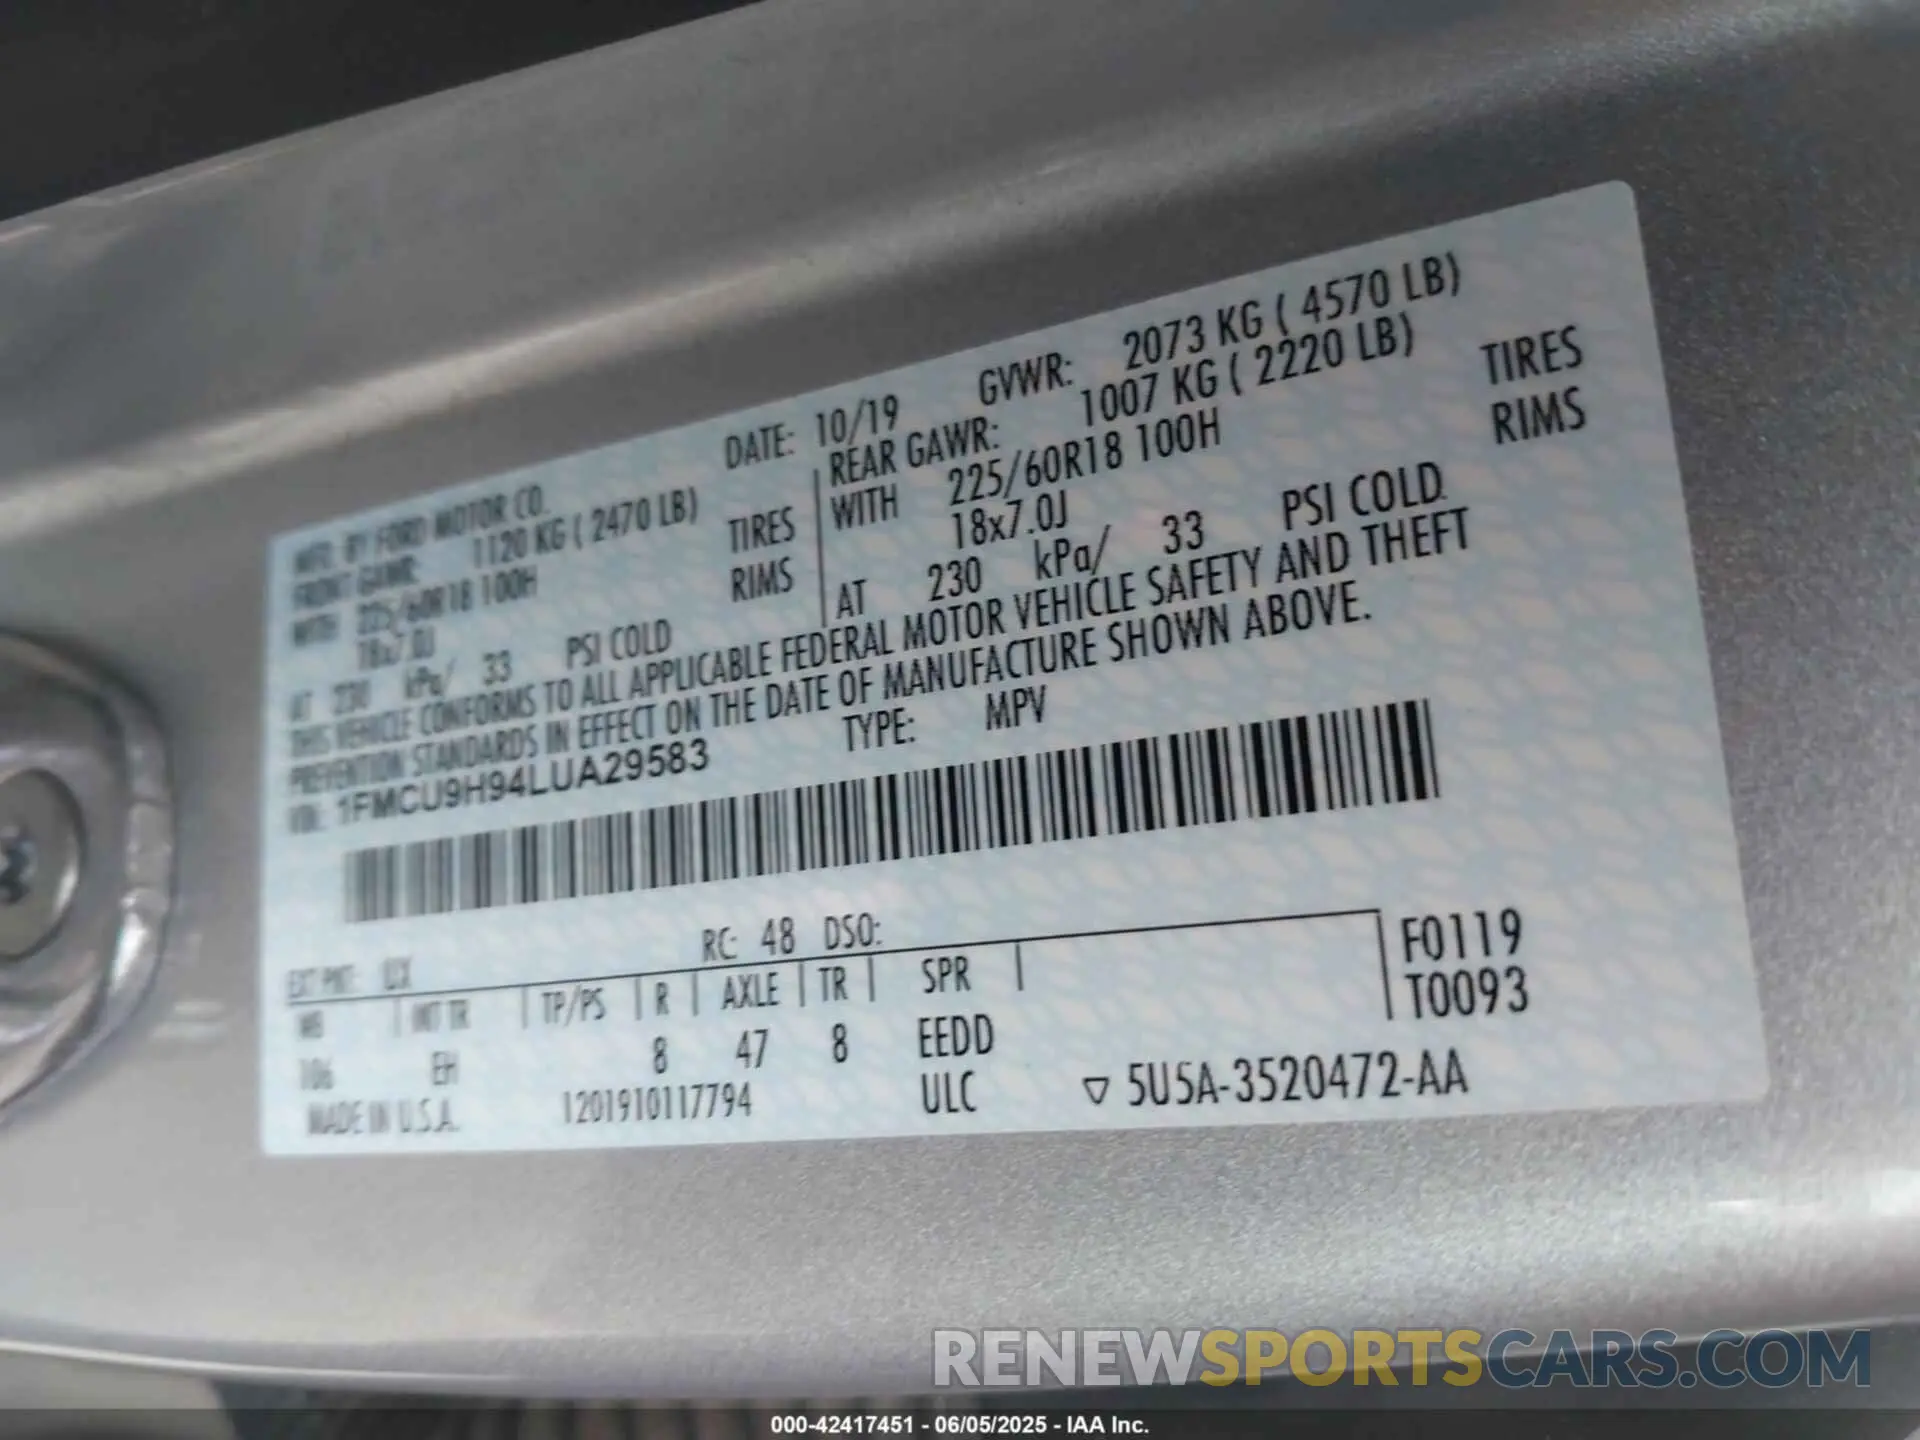 MFD. BY FORD MOTOR CO. DATE: 10/19 GVWR: 2073 KG ( 4570 LB)
FRONT GAWR: 1120 KG ( 2470 LB) REAR GAWR: 1007 KG ( 2220 LB)
WITH 225/60R18 100H TIRES WITH 225/60R18 100H TIRES
18x7.0J RIMS 18x7.0J RIMS
AT 230 kPa/ 33 PSI COLD AT 230 kPa/ 33 PSI COLD
THIS VEHICLE CONFORMS TO ALL APPLICABLE FEDERAL MOTOR VEHICLE SAFETY AND THEFT
PREVENTION STANDARDS IN EFFECT ON THE DATE OF MANUFACTURE SHOWN ABOVE.
VIN: 1FMCU9H94LUA29583 TYPE: MPV
EXT PNT: UX RC: 48 DSO: F0119
WB INT TR TP/PS R AXLE TR SPR T0093
106 EH 8 47 8 EEDD
MADE IN U.S.A. 1201910117794 ULC ▽ 5U5A-3520472-AA
RENEWSPORTSCARS.COM
000-42417451 - 06/05/2025 - IAA Inc.